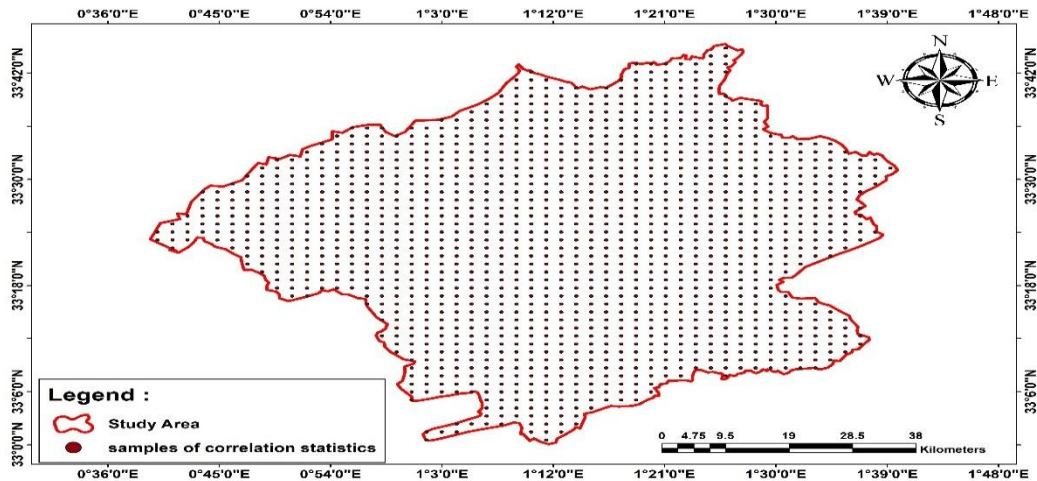 0°36'0"E 0°45'0"E 0°54'0"E 1°3'0"E 1°12'0"E 1°21'0"E 1°30'0"E 1°39'0"E 1°48'0"E
33°42'0"N
33°30'0"N
33°18'0"N
33°6'0"N
33°0'0"N
N
W E
S
33°42'0"N
33°30'0"N
33°18'0"N
33°6'0"N
33°0'0"N
Legend :
Study Area
samples of correlation statistics
0 4.75 9.5 19 28.5 38
Kilometers
0°36'0"E 0°45'0"E 0°54'0"E 1°3'0"E 1°12'0"E 1°21'0"E 1°30'0"E 1°39'0"E 1°48'0"E